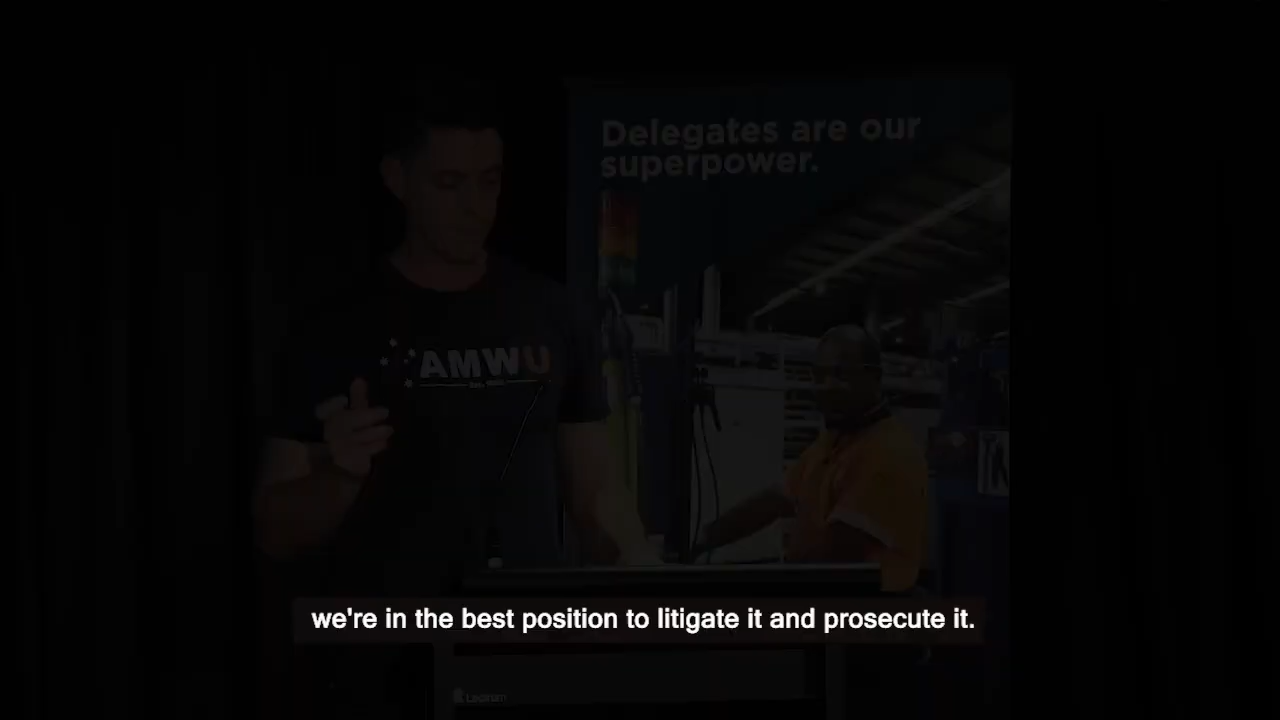 Delegates are our
superpower.
AMWU
we're in the best position to litigate it and prosecute it.